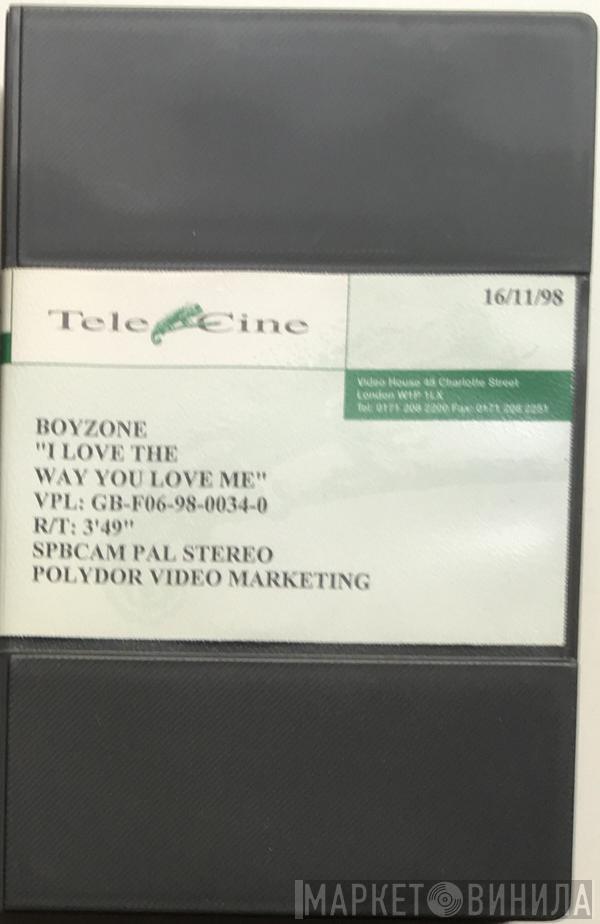 Tele Cine
16/11/98
Video House 48 Charlotte Street
London W1P 1LX
Tel: 0171 208 2200 Fax: 0171 208 2251
BOYZONE
"I LOVE THE
WAY YOU LOVE ME"
VPL: GB-F06-98-0034-0
R/T: 3'49"
SPBCAM PAL STEREO
POLYDOR VIDEO MARKETING
МАРКЕТ ВИНИЛА